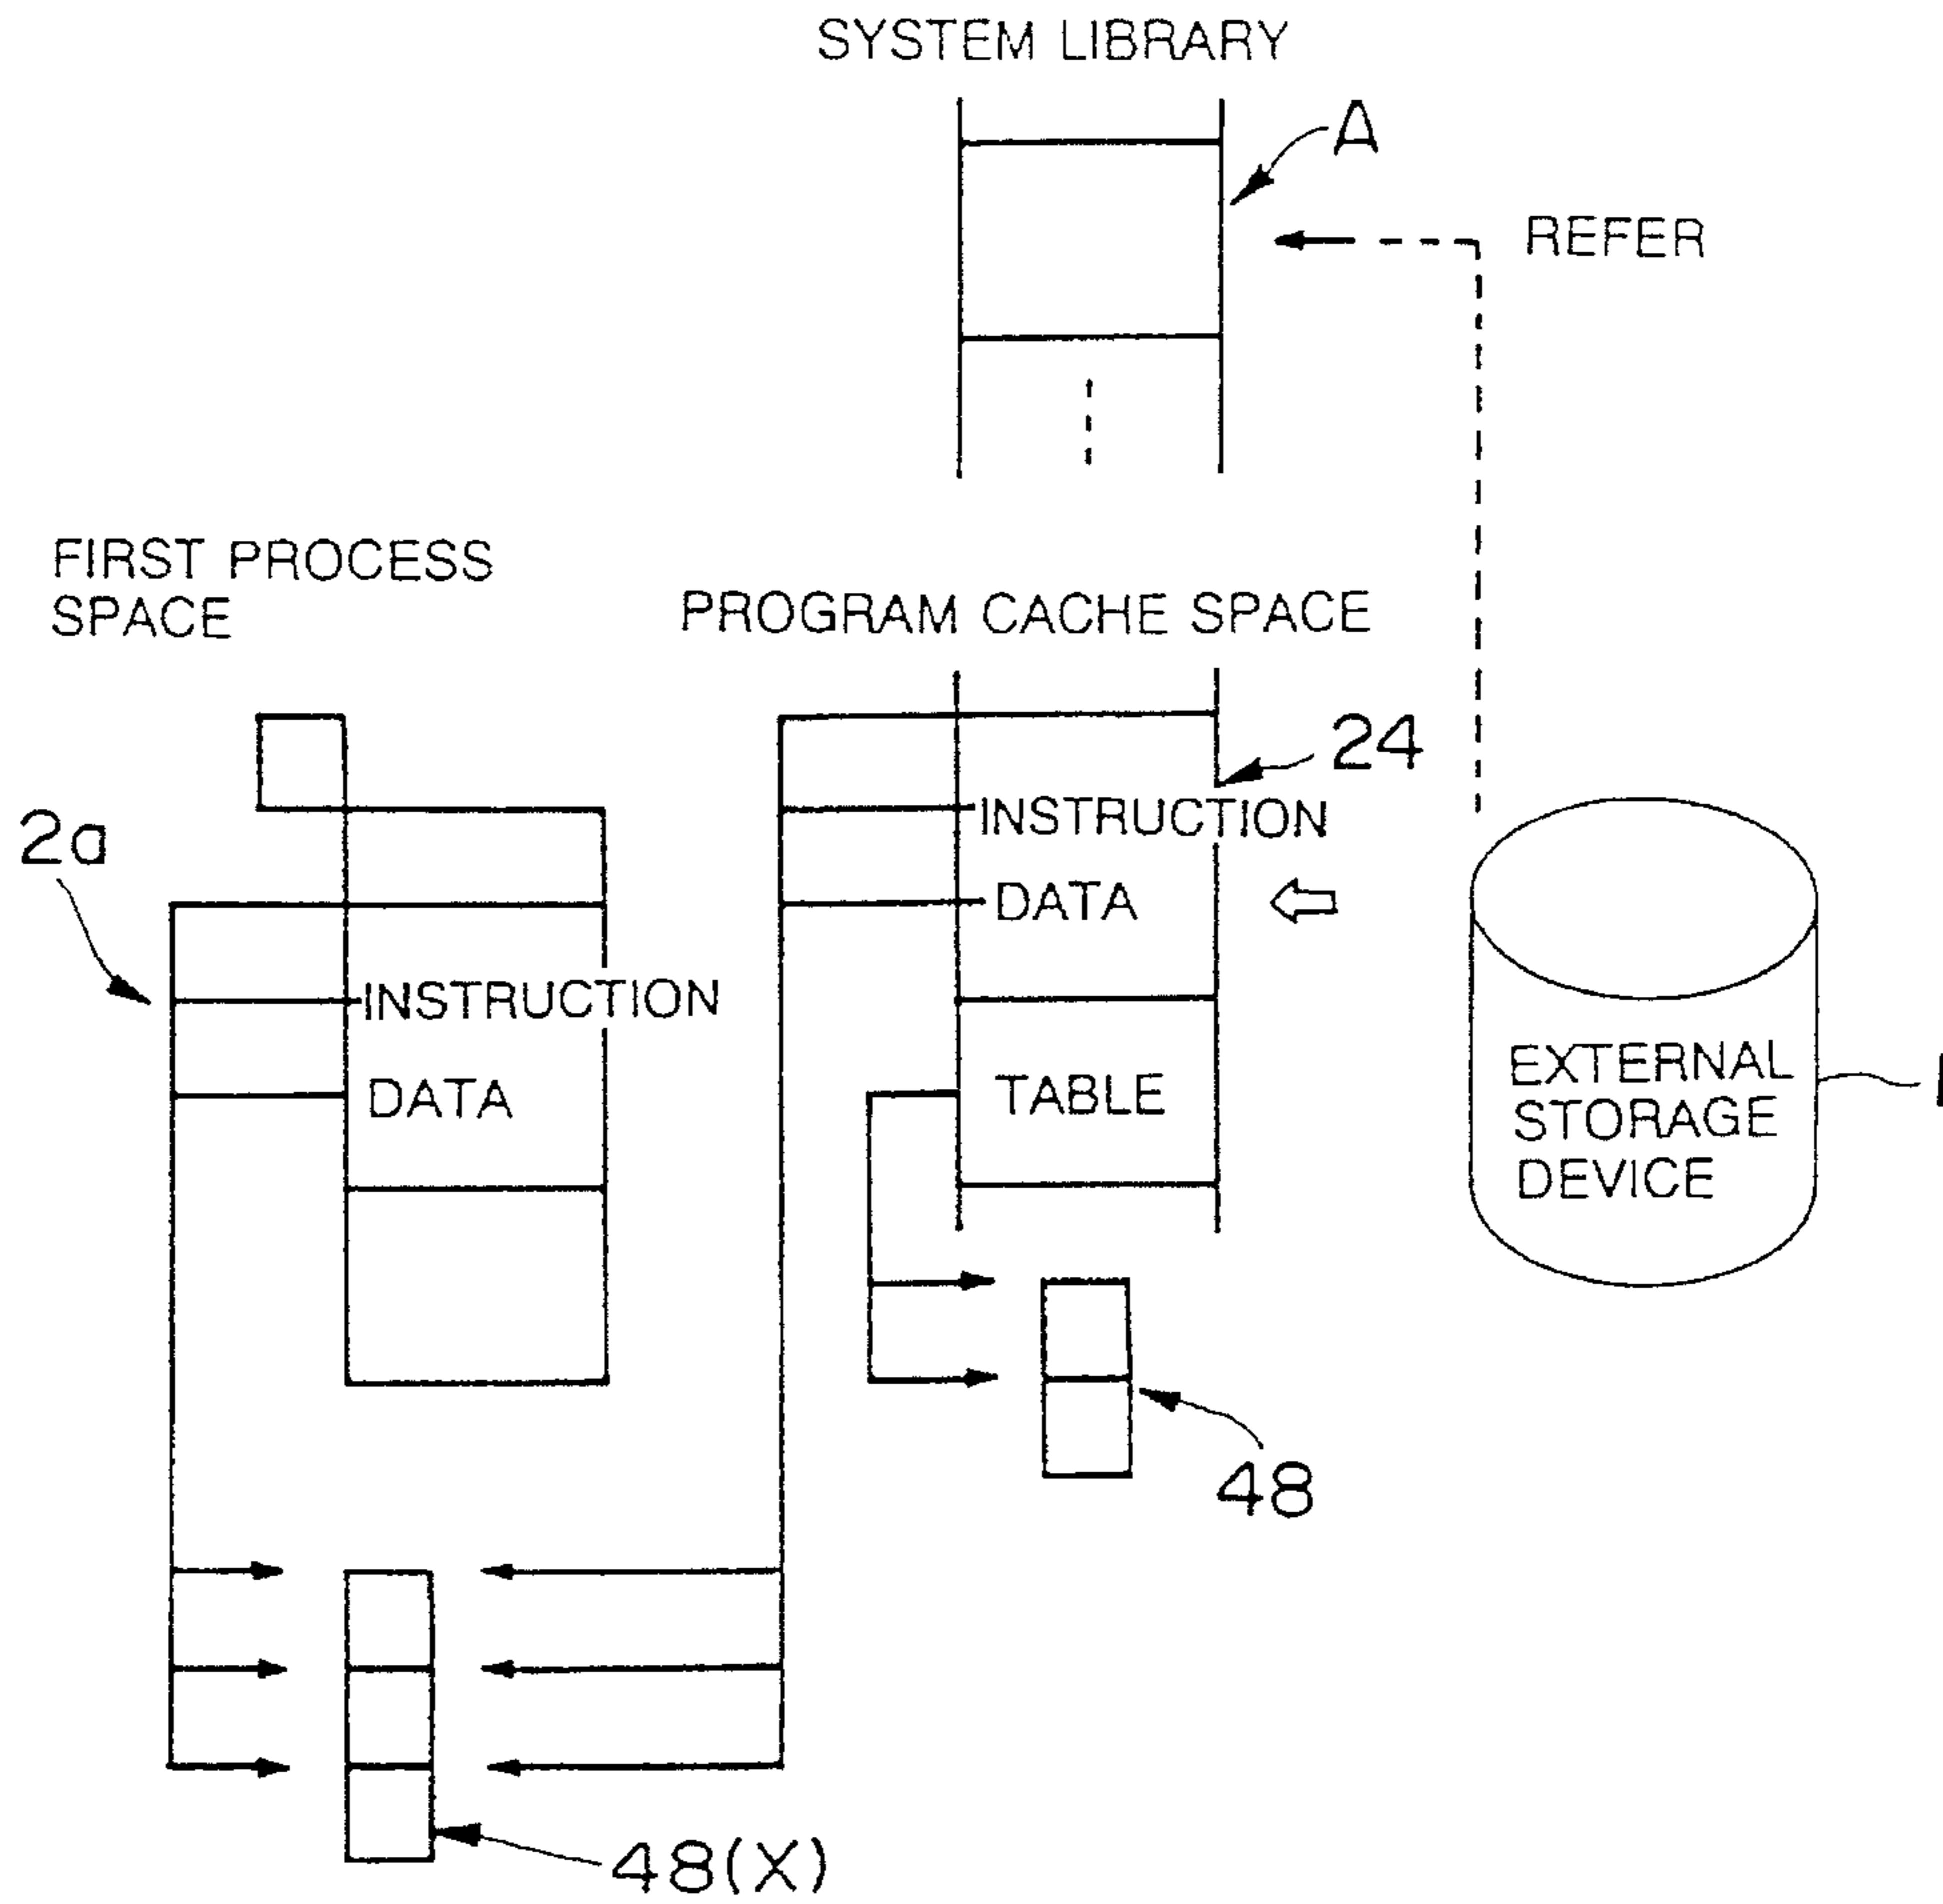 SYSTEM LIBRARY
A
REFER
FIRST PROCESS
SPACE
PROGRAM CACHE SPACE
24
2a
INSTRUCTION
DATA
INSTRUCTION
DATA
TABLE
EXTERNAL
STORAGE
DEVICE
48
48(X)